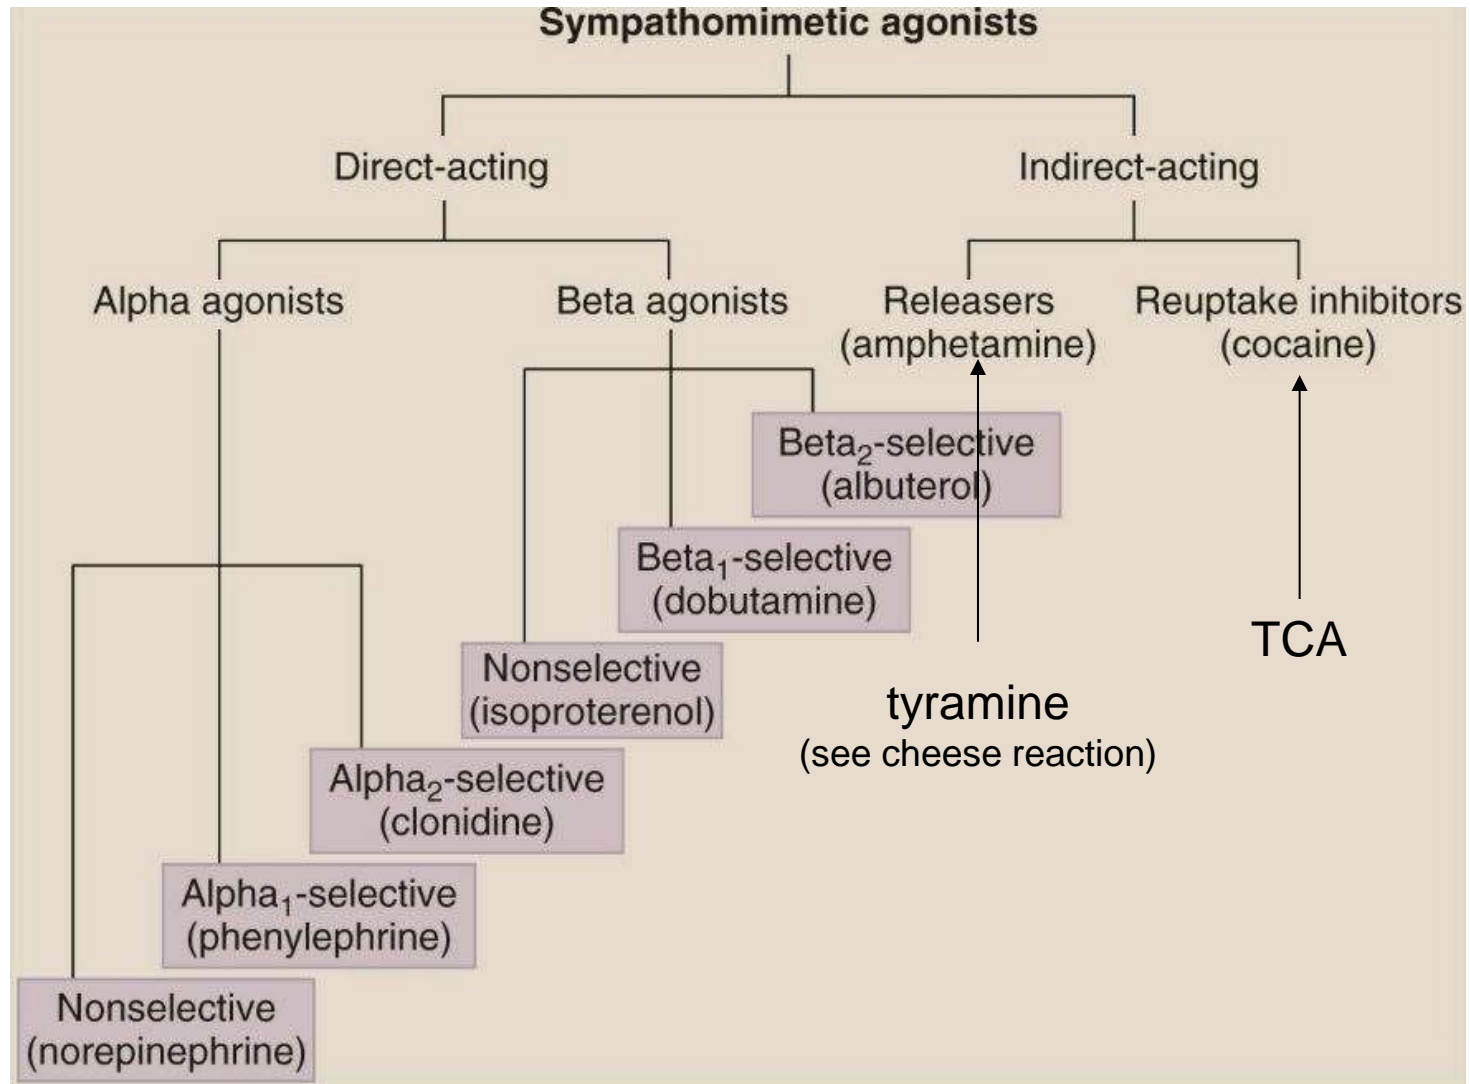 Sympathomimetic agonists
Direct-acting
Indirect-acting
Alpha agonists
Beta agonists
Releasers
(amphetamine)
Reuptake inhibitors
(cocaine)
Beta₂-selective
(albuterol)
Beta₁-selective
(dobutamine)
Nonselective
(isoproterenol)
Alpha₂-selective
(clonidine)
Alpha₁-selective
(phenylephrine)
Nonselective
(norepinephrine)
tyramine
(see cheese reaction)
TCA